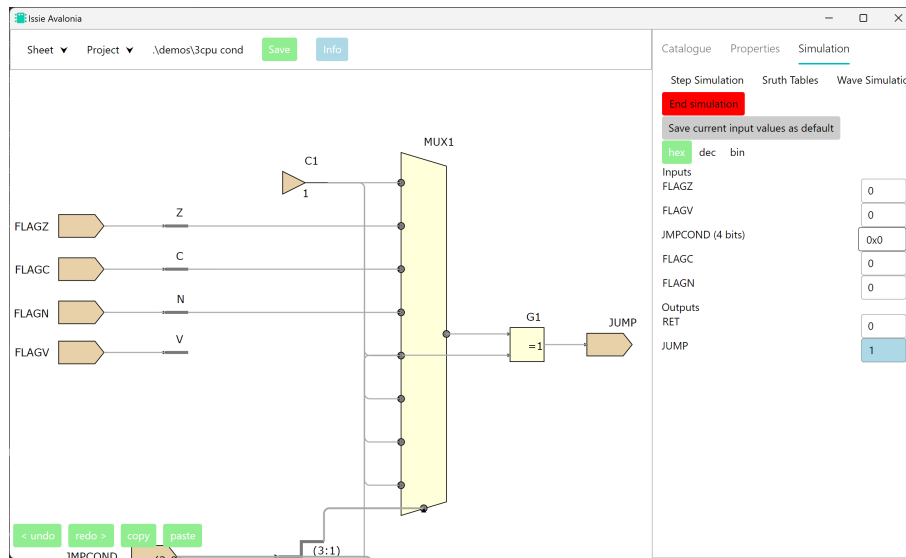 Issie Avalonia
Sheet Project .\demos\3cpu cond Save Info
Catalogue Properties Simulation
Step Simulation Sruth Tables Wave Simulatio
End simulation
Save current input values as default
hex dec bin
Inputs
FLAGZ 0
FLAGV 0
JMPCOND (4 bits) 0x0
FLAGC 0
FLAGN 0
Outputs
RET 0
JUMP 1
MUX1
C1
1
Z
FLAGZ
C
FLAGC
N
FLAGN
V
FLAGV
G1
=1
JUMP
< undo redo > copy paste
JMPCOND
(3:1)